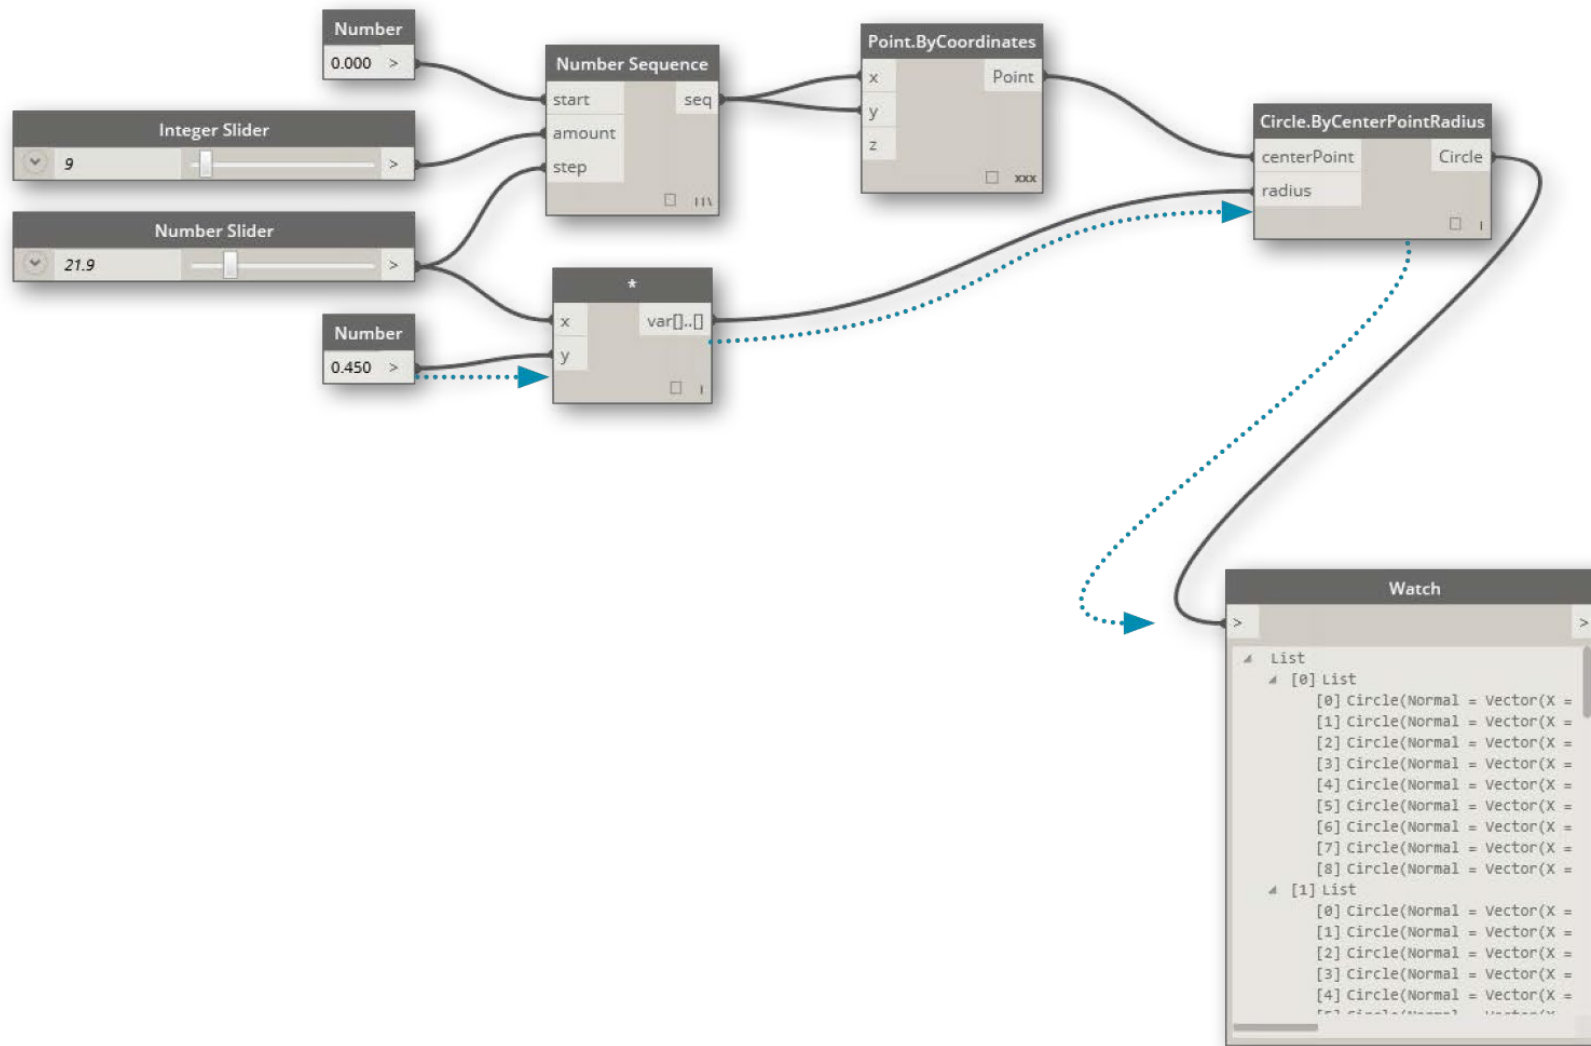 Number
0.000 >
Integer Slider
9 >
Number Slider
21.9 >
Number
0.450 >
Number Sequence
start seq
amount
step
*
x var[]..[]
y
Point.ByCoordinates
x Point
y
z
xxx
Circle.ByCenterPointRadius
centerPoint Circle
radius
Watch
> >
List
[0] List
[0] Circle(Normal = Vector(X =
[1] Circle(Normal = Vector(X =
[2] Circle(Normal = Vector(X =
[3] Circle(Normal = Vector(X =
[4] Circle(Normal = Vector(X =
[5] Circle(Normal = Vector(X =
[6] Circle(Normal = Vector(X =
[7] Circle(Normal = Vector(X =
[8] Circle(Normal = Vector(X =
[1] List
[0] Circle(Normal = Vector(X =
[1] Circle(Normal = Vector(X =
[2] Circle(Normal = Vector(X =
[3] Circle(Normal = Vector(X =
[4] Circle(Normal = Vector(X =